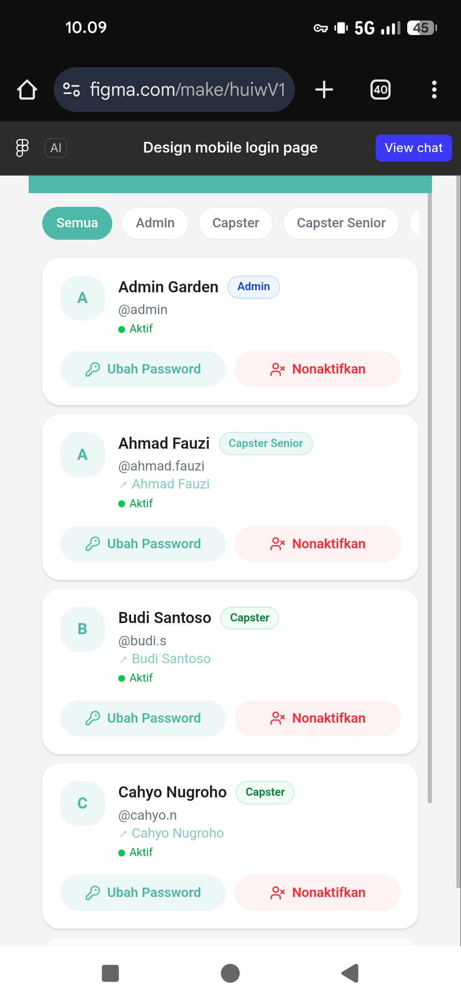 10.09
5G
45
figma.com/make/huiwV1
40
AI
Design mobile login page
View chat
Semua
Admin
Capster
Capster Senior
A
Admin Garden
Admin
@admin
Aktif
Ubah Password
Nonaktifkan
A
Ahmad Fauzi
Capster Senior
@ahmad.fauzi
↗ Ahmad Fauzi
Aktif
Ubah Password
Nonaktifkan
B
Budi Santoso
Capster
@budi.s
↗ Budi Santoso
Aktif
Ubah Password
Nonaktifkan
C
Cahyo Nugroho
Capster
@cahyo.n
↗ Cahyo Nugroho
Aktif
Ubah Password
Nonaktifkan